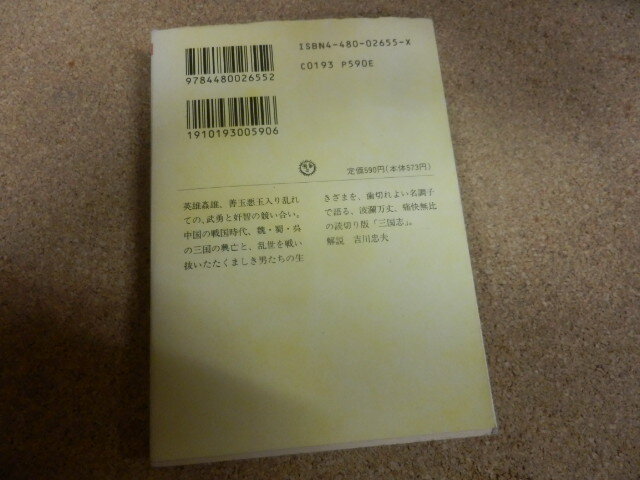 ISBN4-480-02655-X
C0193 P590E
9784480026552
1910193005906
定価590円(本体573円)
英雄姦雄、善玉悪玉入り乱れ
ての、武勇と奸智の競い合い。
中国の戦国時代、魏・蜀・呉
の三国の興亡と、乱世を戦い
抜いたたくましき男たちの生
きざまを、歯切れよい名調子
で語る、波瀾万丈、痛快無比
の読切り版「三国志」。
解説 吉川忠夫